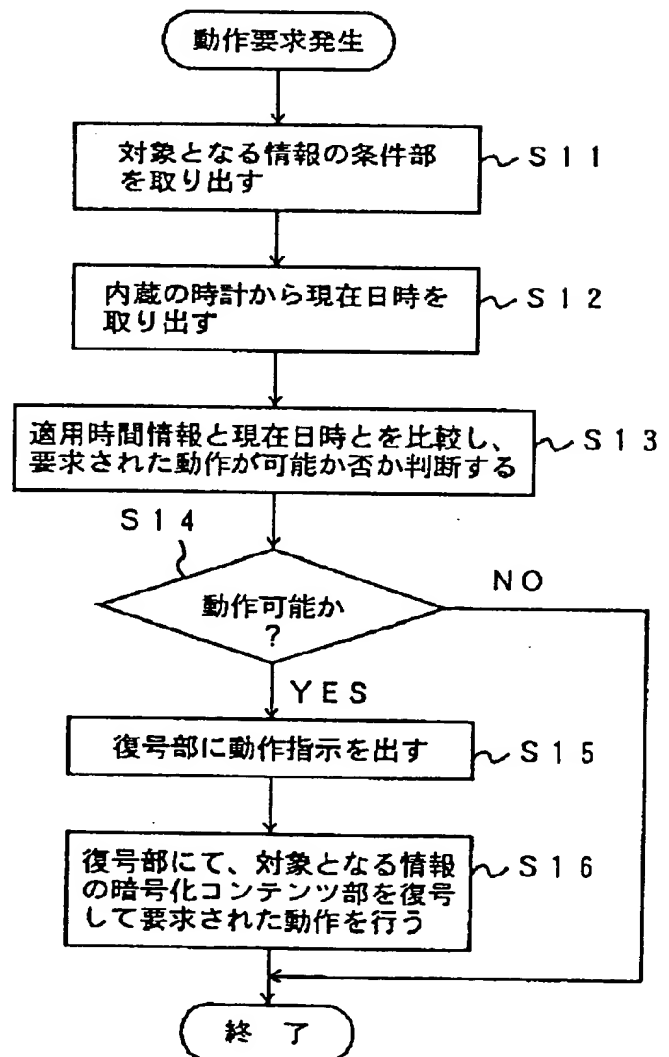 動作要求発生
対象となる情報の条件部
を取り出す
S11
内蔵の時計から現在日時を
取り出す
S12
適用時間情報と現在日時とを比較し、
要求された動作が可能か否か判断する
S13
S14
動作可能か
?
NO
YES
復号部に動作指示を出す
S15
復号部にて、対象となる情報
の暗号化コンテンツ部を復号
して要求された動作を行う
S16
終 了